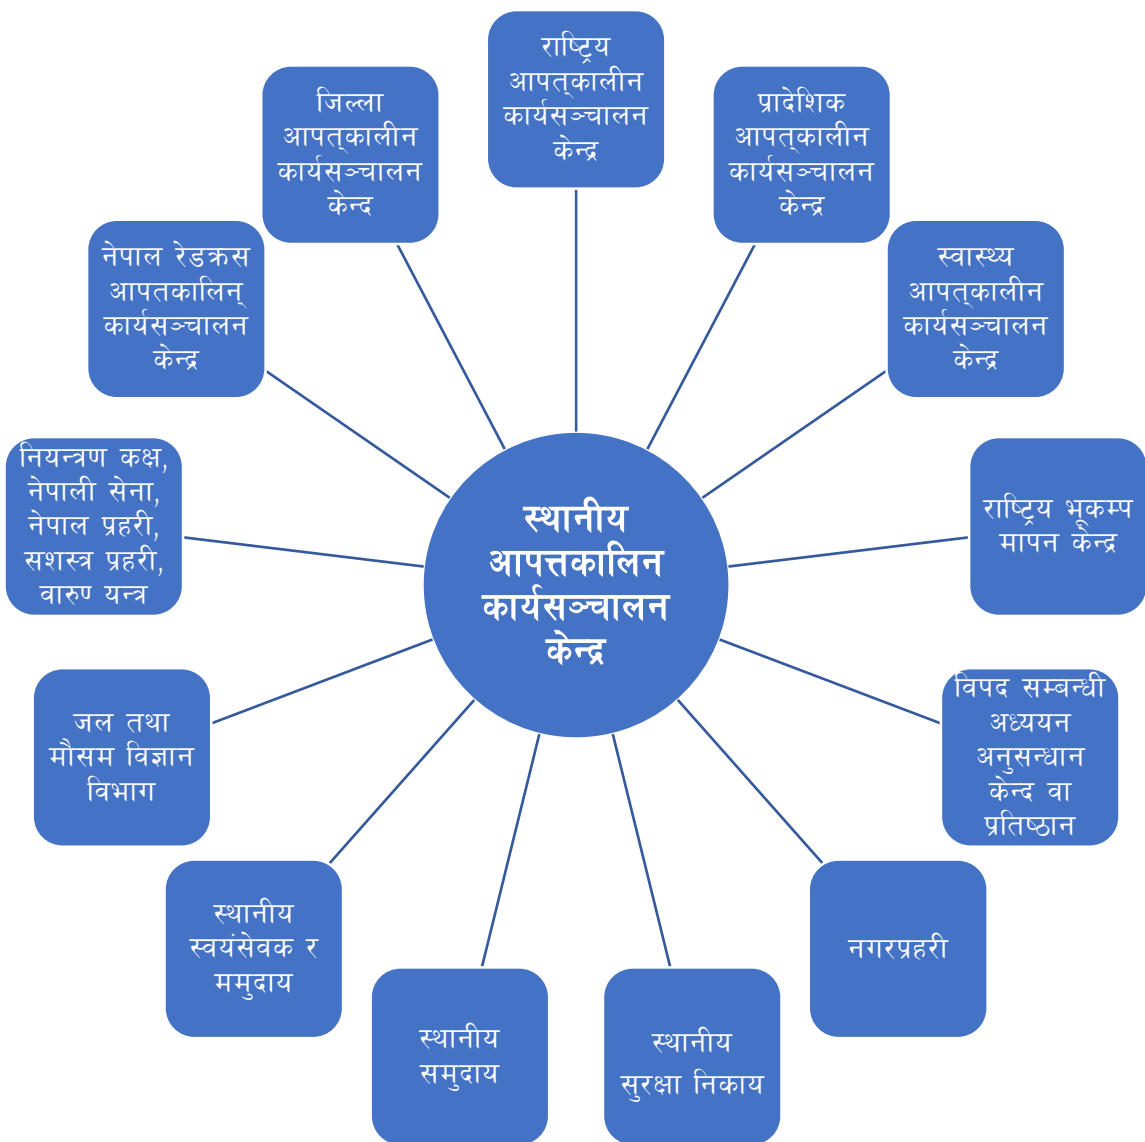 राष्ट्रिय
आपत्कालीन
कार्यसञ्चालन
केन्द्र
प्रादेशिक
आपत्कालीन
कार्यसञ्चालन
केन्द्र
स्वास्थ्य
आपत्कालीन
कार्यसञ्चालन
केन्द्र
राष्ट्रिय भूकम्प
मापन केन्द्र
विपद सम्बन्धी
अध्ययन
अनुसन्धान
केन्द वा
प्रतिष्ठान
नगरप्रहरी
स्थानीय
सुरक्षा निकाय
स्थानीय
समुदाय
स्थानीय
स्वयंसेवक र
ममुदाय
जल तथा
मौसम विज्ञान
विभाग
नियन्त्रण कक्ष,
नेपाली सेना,
नेपाल प्रहरी,
सशस्त्र प्रहरी,
वारुण यन्त्र
नेपाल रेडक्रस
आपतकालिन्
कार्यसञ्चालन
केन्द्र
जिल्ला
आपत्कालीन
कार्यसञ्चालन
केन्द
स्थानीय
आपत्तकालिन
कार्यसञ्चालन
केन्द्र